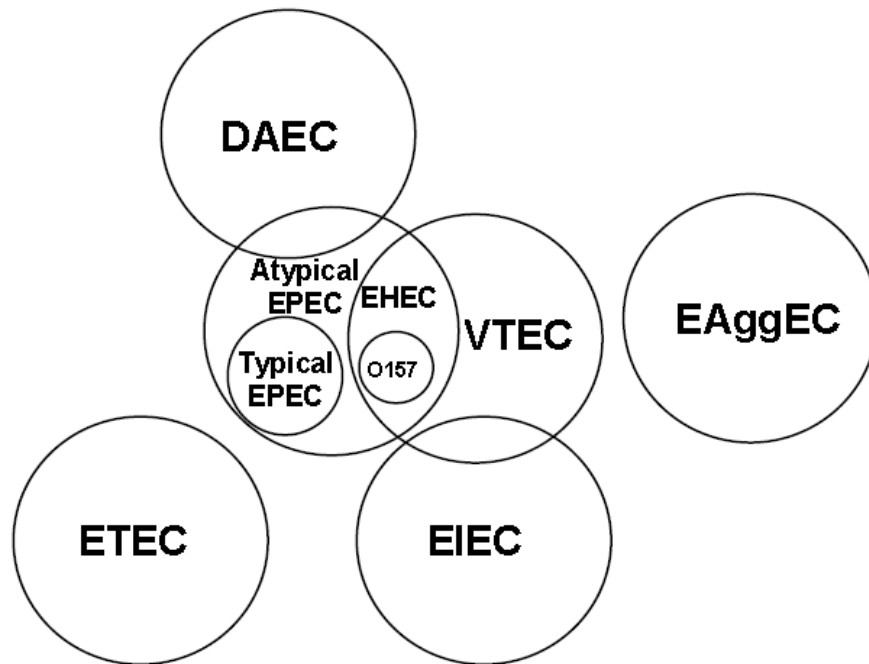 DAEC
Atypical
EPEC
EHEC
VTEC
EAggEC
Typical
EPEC
O157
ETEC
EIEC